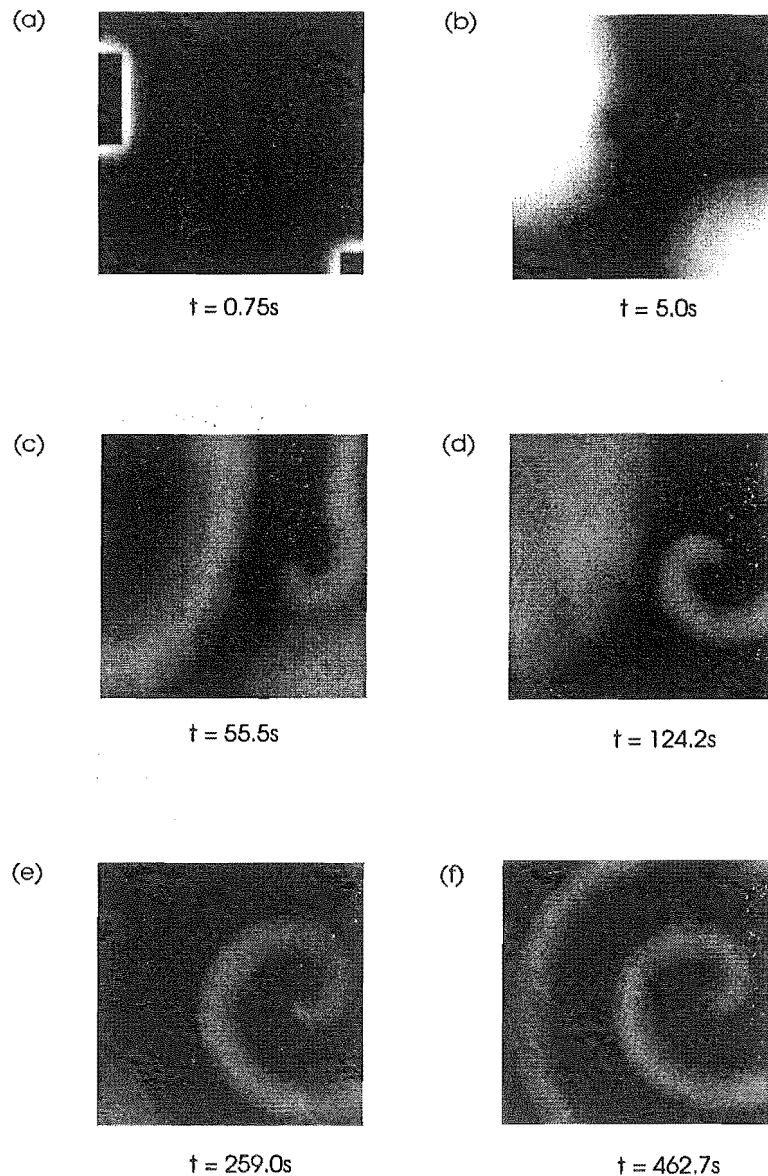 (a)
(b)
t = 0.75s
t = 5.0s
(c)
(d)
t = 55.5s
t = 124.2s
(e)
(f)
t = 259.0s
t = 462.7s